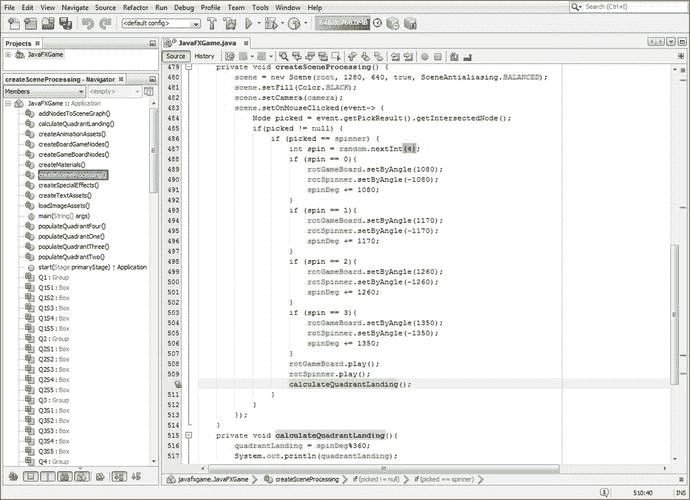 File Edit View Navigate Source Refactor Run Debug Profile Team Tools Window Help
Search (Ctrl+I)
<default config>
Projects
JavaFXGame
createSceneProcessing - Navigator
Members
<empty>
JavaFXGame :: Application
addNodesToSceneGraph()
calculateQuadrantLanding()
createAnimationAssets()
createBoardGameNodes()
createGameBoardNodes()
createMaterials()
createSceneProcessing()
createSpecialEffects()
createTextAssets()
loadImageAssets()
main(String[] args)
populateQuadrantFour()
populateQuadrantOne()
populateQuadrantThree()
populateQuadrantTwo()
start(Stage primaryStage) ↑ Application
Q1 : Group
Q1S1 : Box
Q1S2 : Box
Q1S3 : Box
Q1S4 : Box
Q1S5 : Box
Q2 : Group
Q2S1 : Box
Q2S2 : Box
Q2S3 : Box
Q2S4 : Box
Q2S5 : Box
Q3 : Group
Q3S1 : Box
Q3S2 : Box
Q3S3 : Box
Q3S4 : Box
Q3S5 : Box
Q4 : Group
JavaFXGame.java
Source History
479 private void createSceneProcessing() {
480 scene = new Scene(root, 1280, 640, true, SceneAntialiasing.BALANCED);
481 scene.setFill(Color.BLACK);
482 scene.setCamera(camera);
483 scene.setOnMouseClicked(event-> {
484 Node picked = event.getPickResult().getIntersectedNode();
485 if(picked != null) {
486 if (picked == spinner) {
487 int spin = random.nextInt(4);
488 if (spin == 0){
489 rotGameBoard.setByAngle(1080);
490 rotSpinner.setByAngle(-1080);
491 spinDeg += 1080;
492 }
493 if (spin == 1){
494 rotGameBoard.setByAngle(1170);
495 rotSpinner.setByAngle(-1170);
496 spinDeg += 1170;
497 }
498 if (spin == 2){
499 rotGameBoard.setByAngle(1260);
500 rotSpinner.setByAngle(-1260);
501 spinDeg += 1260;
502 }
503 if (spin == 3){
504 rotGameBoard.setByAngle(1350);
505 rotSpinner.setByAngle(-1350);
506 spinDeg += 1350;
507 }
508 rotGameBoard.play();
509 rotSpinner.play();
calculateQuadrantLanding();
511 }
512 }
513 });
514 }
515 private void calculateQuadrantLanding(){
516 quadrantLanding = spinDeg%360;
517 System.out.println(quadrantLanding);
javafxgame.JavaFXGame
createSceneProcessing
if (picked != null)
if (picked == spinner)
510:40
INS